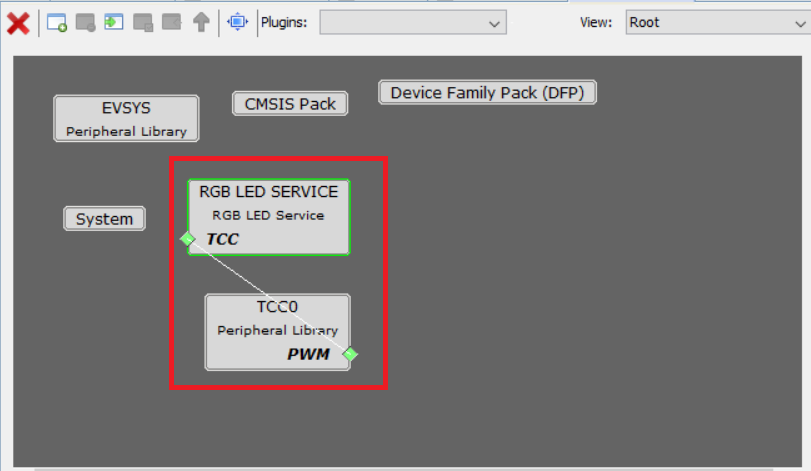 Plugins:
View: Root
EVSYS
Peripheral Library
CMSIS Pack
Device Family Pack (DFP)
System
RGB LED SERVICE
RGB LED Service
TCC
TCC0
Peripheral Library
PWM